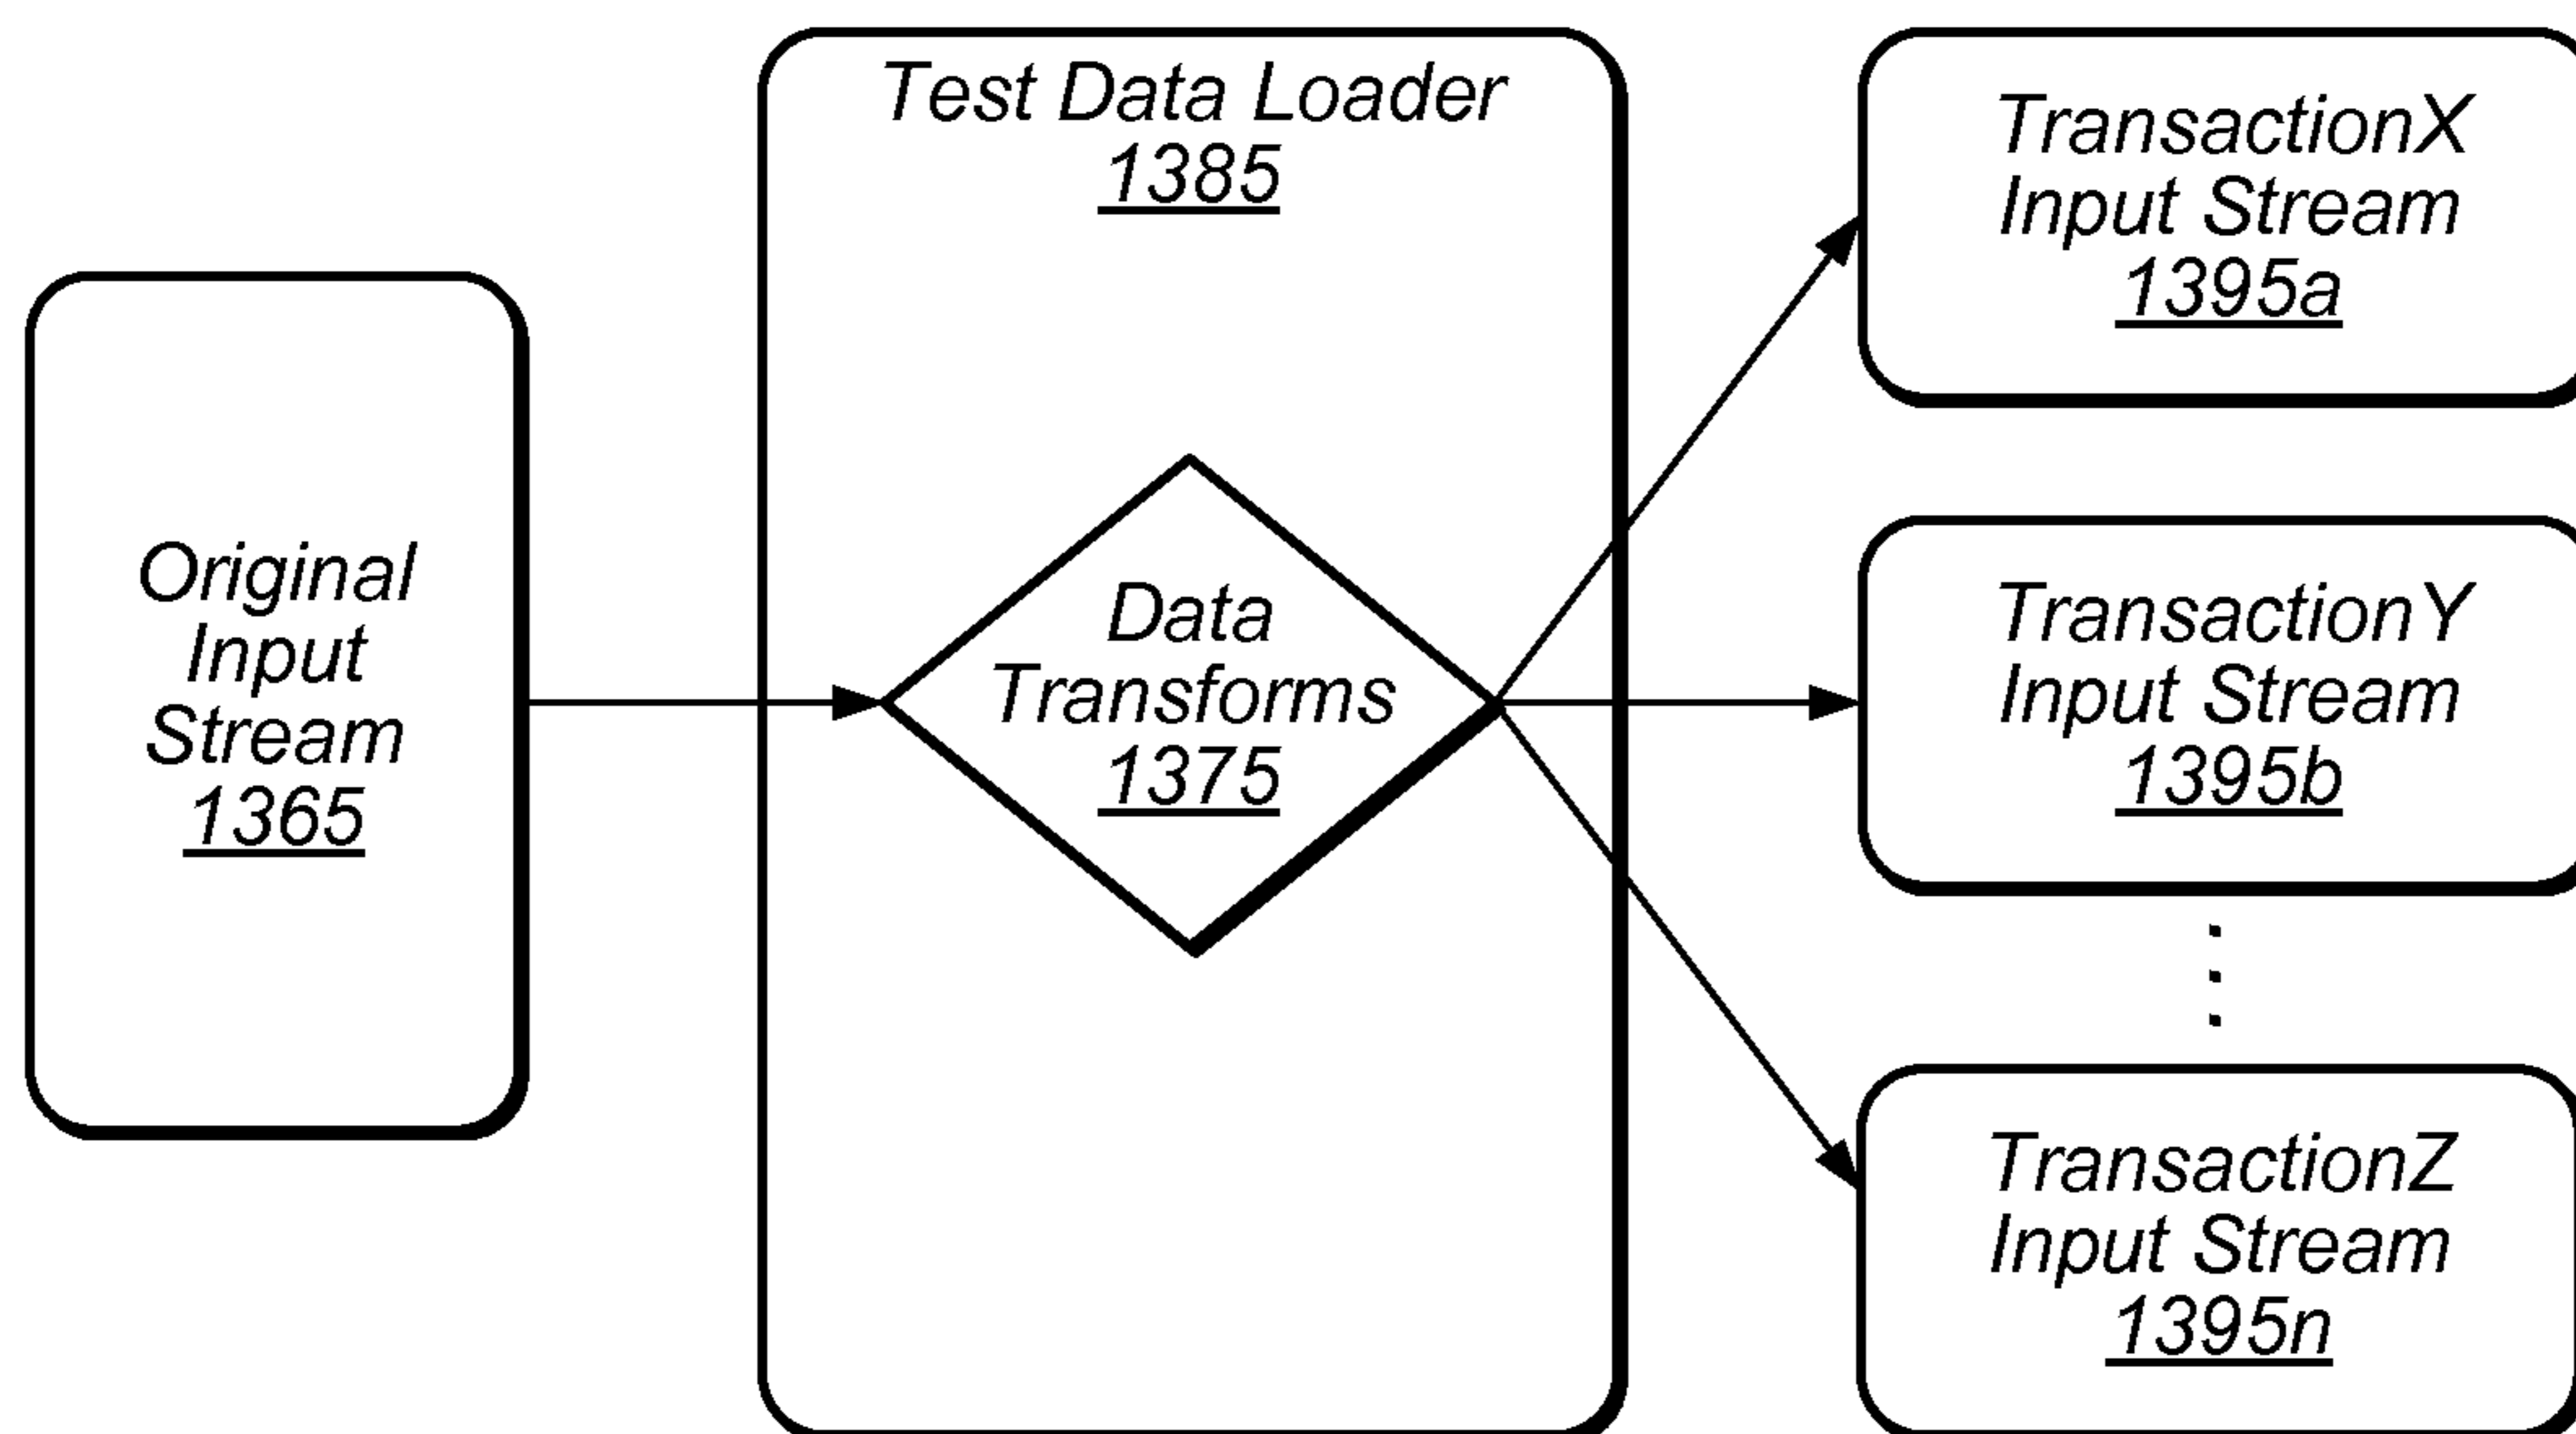 Original
Input
Stream
1365
Test Data Loader
1385
Data
Transforms
1375
TransactionX
Input Stream
1395a
TransactionY
Input Stream
1395b
TransactionZ
Input Stream
1395n